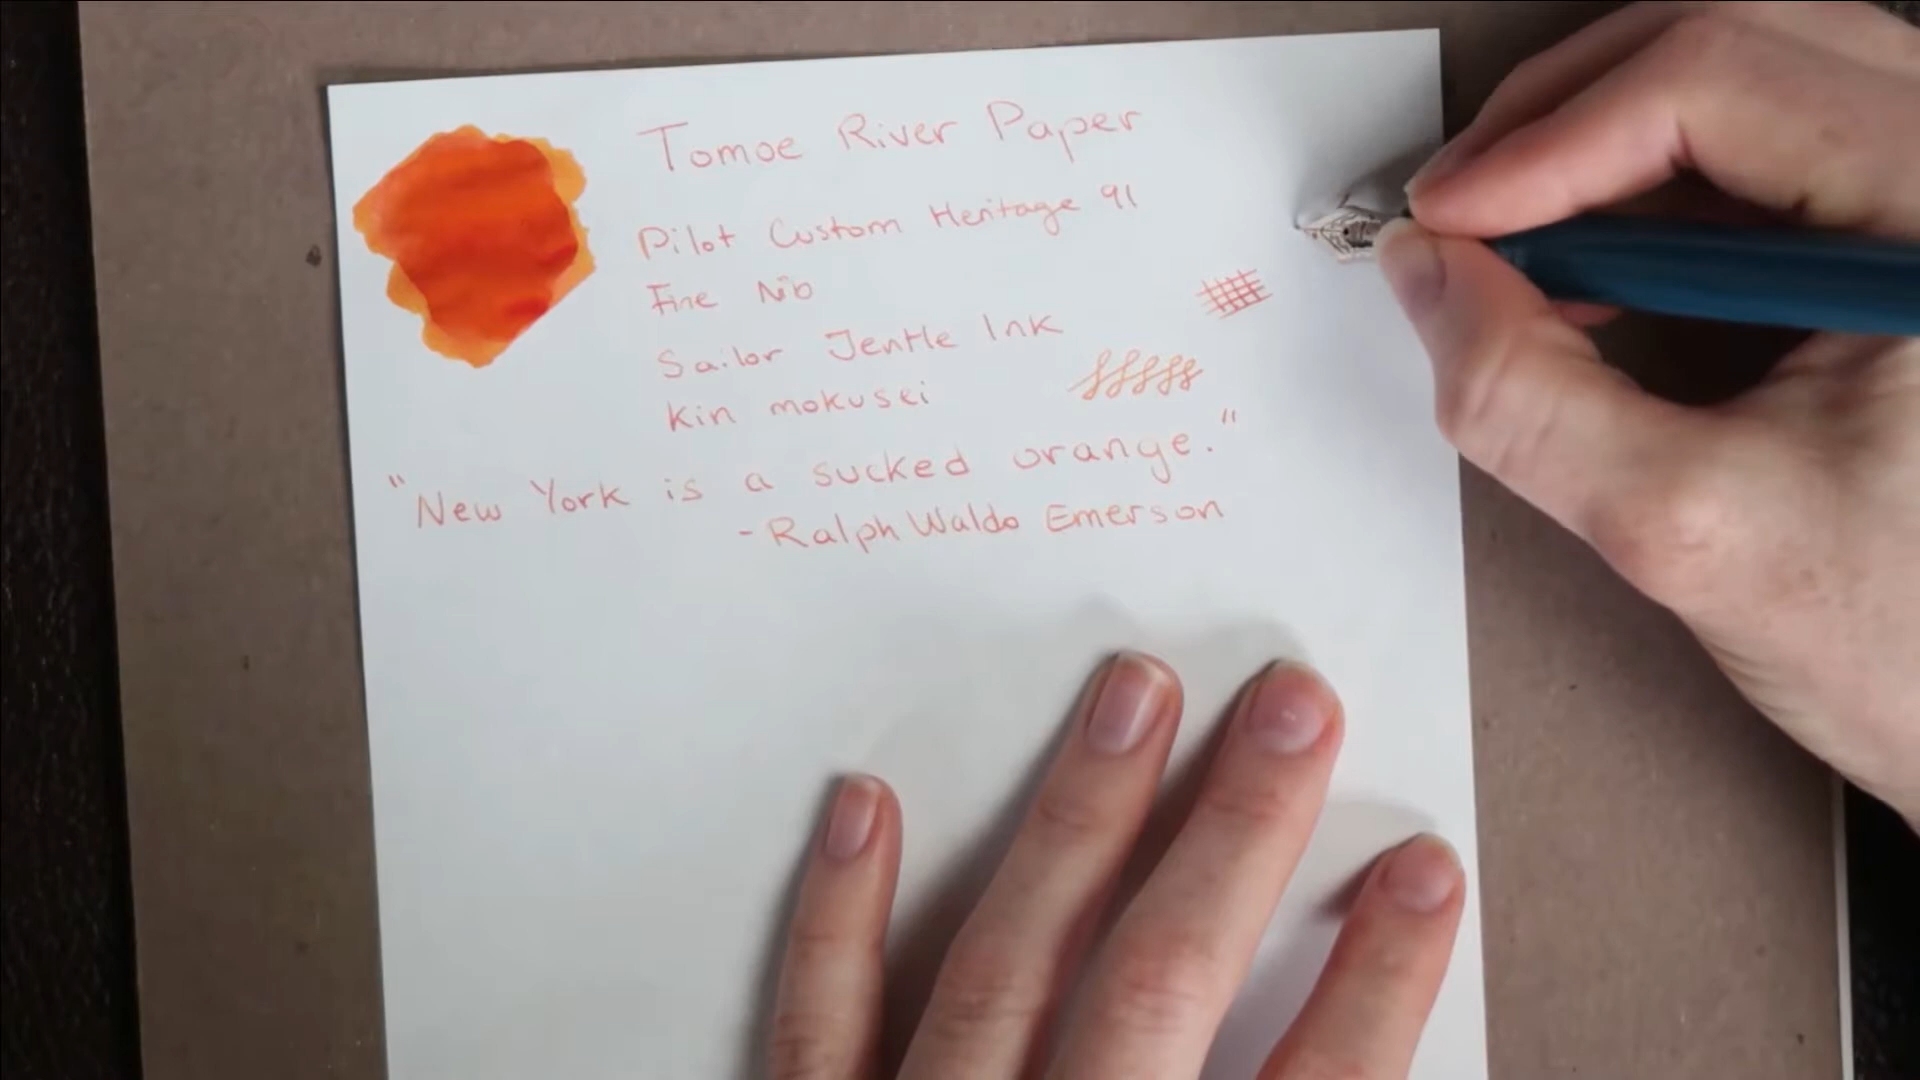 Tomoe River Paper
Pilot Custom Heritage 91
Fine Nib
Sailor Jentle Ink
Kin mokusei
"New York is a sucked orange."
- Ralph Waldo Emerson